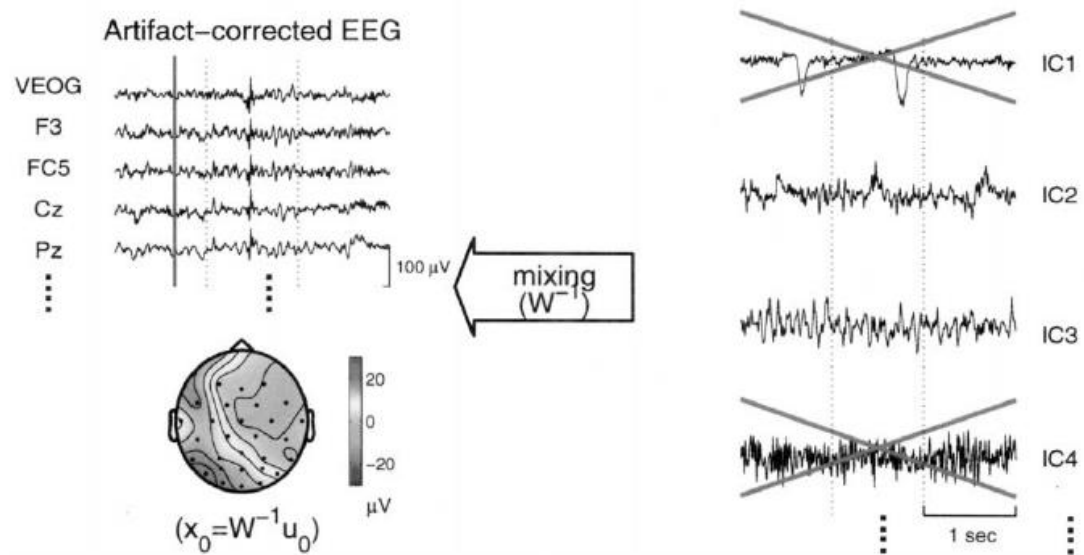 Artifact–corrected EEG
VEOG
F3
FC5
Cz
Pz
100 μV
mixing
(W⁻¹)
20
0
−20
μV
(x₀=W⁻¹u₀)
IC1
IC2
IC3
IC4
1 sec